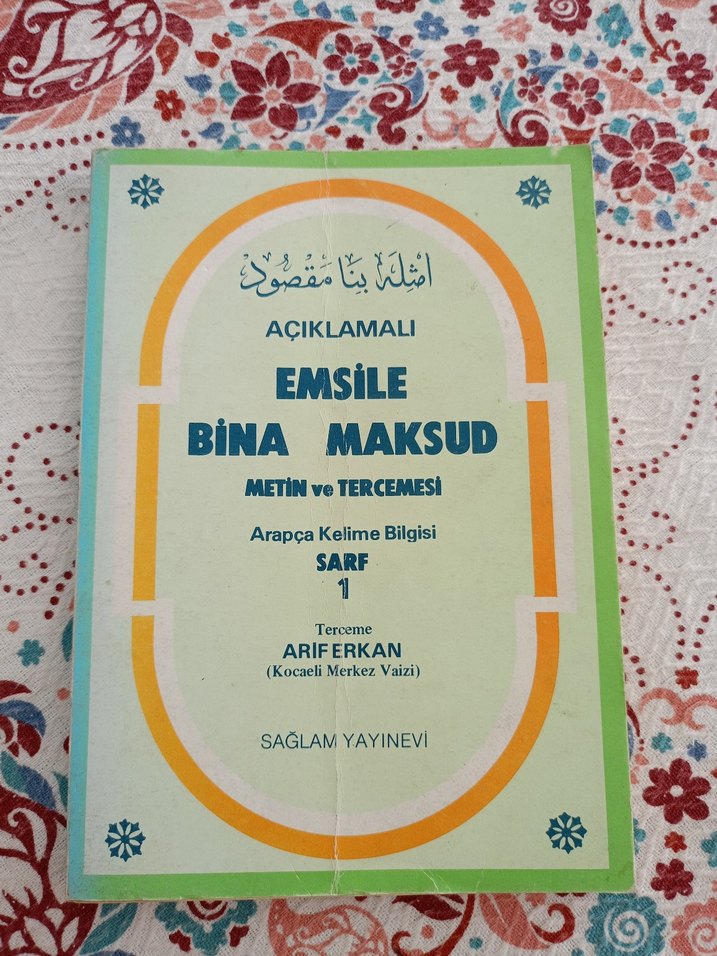 امثلة بنا مقصود
AÇIKLAMALI
EMSİLE
BİNA MAKSUD
METİN ve TERCEMESİ
Arapça Kelime Bilgisi
SARF
1
Terceme
ARİF ERKAN
(Kocaeli Merkez Vaizi)
SAĞLAM YAYINEVİ